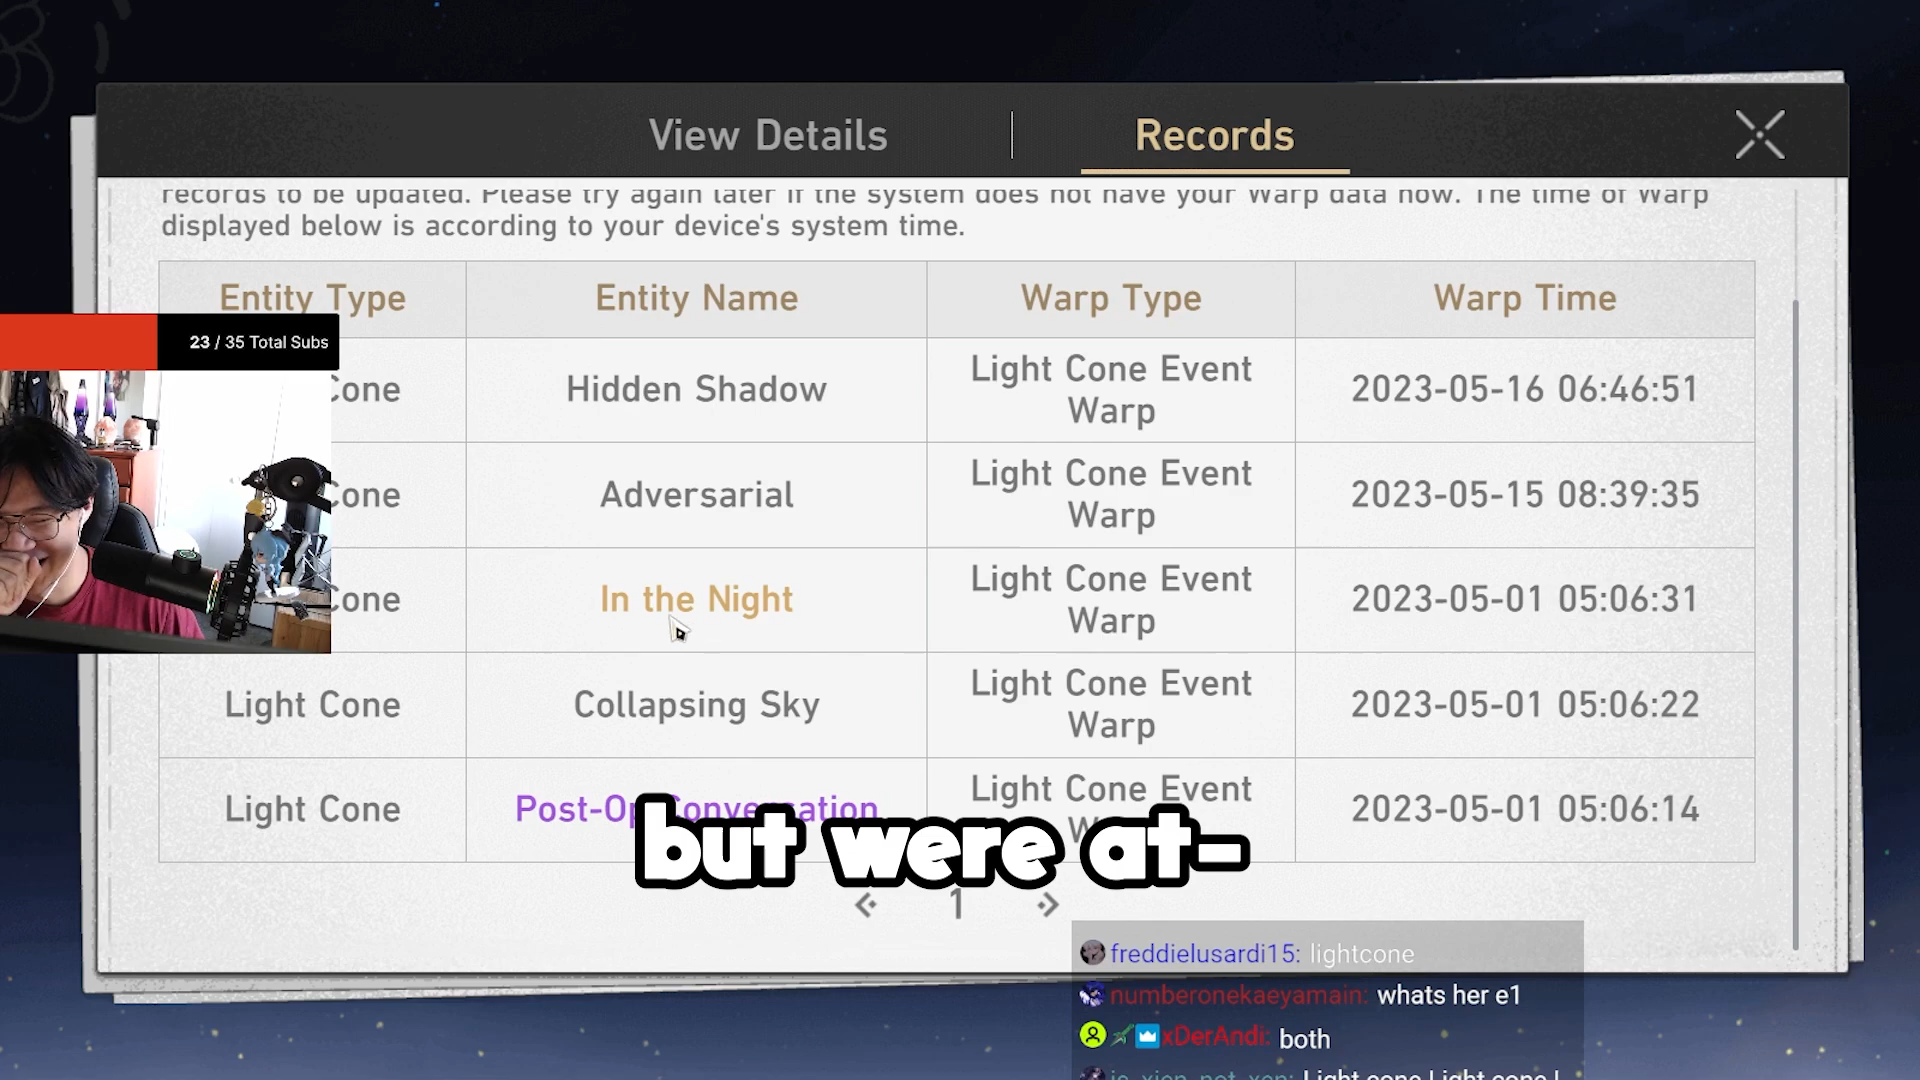 View Details
Records
records to be updated. Please try again later if the system does not have your Warp data now. The time of Warp
displayed below is according to your device's system time.
Entity Type Entity Name Warp Type Warp Time
23 / 35 Total Subs
Cone Hidden Shadow Light Cone Event Warp 2023-05-16 06:46:51
Cone Adversarial Light Cone Event Warp 2023-05-15 08:39:35
Cone In the Night Light Cone Event Warp 2023-05-01 05:06:31
Light Cone Collapsing Sky Light Cone Event Warp 2023-05-01 05:06:22
Light Cone Post-Op Conversation Light Cone Event 2023-05-01 05:06:14
but were at-
1
freddielusardi15: lightcone
numberonekaeyamain: whats her e1
xDerAndi: both